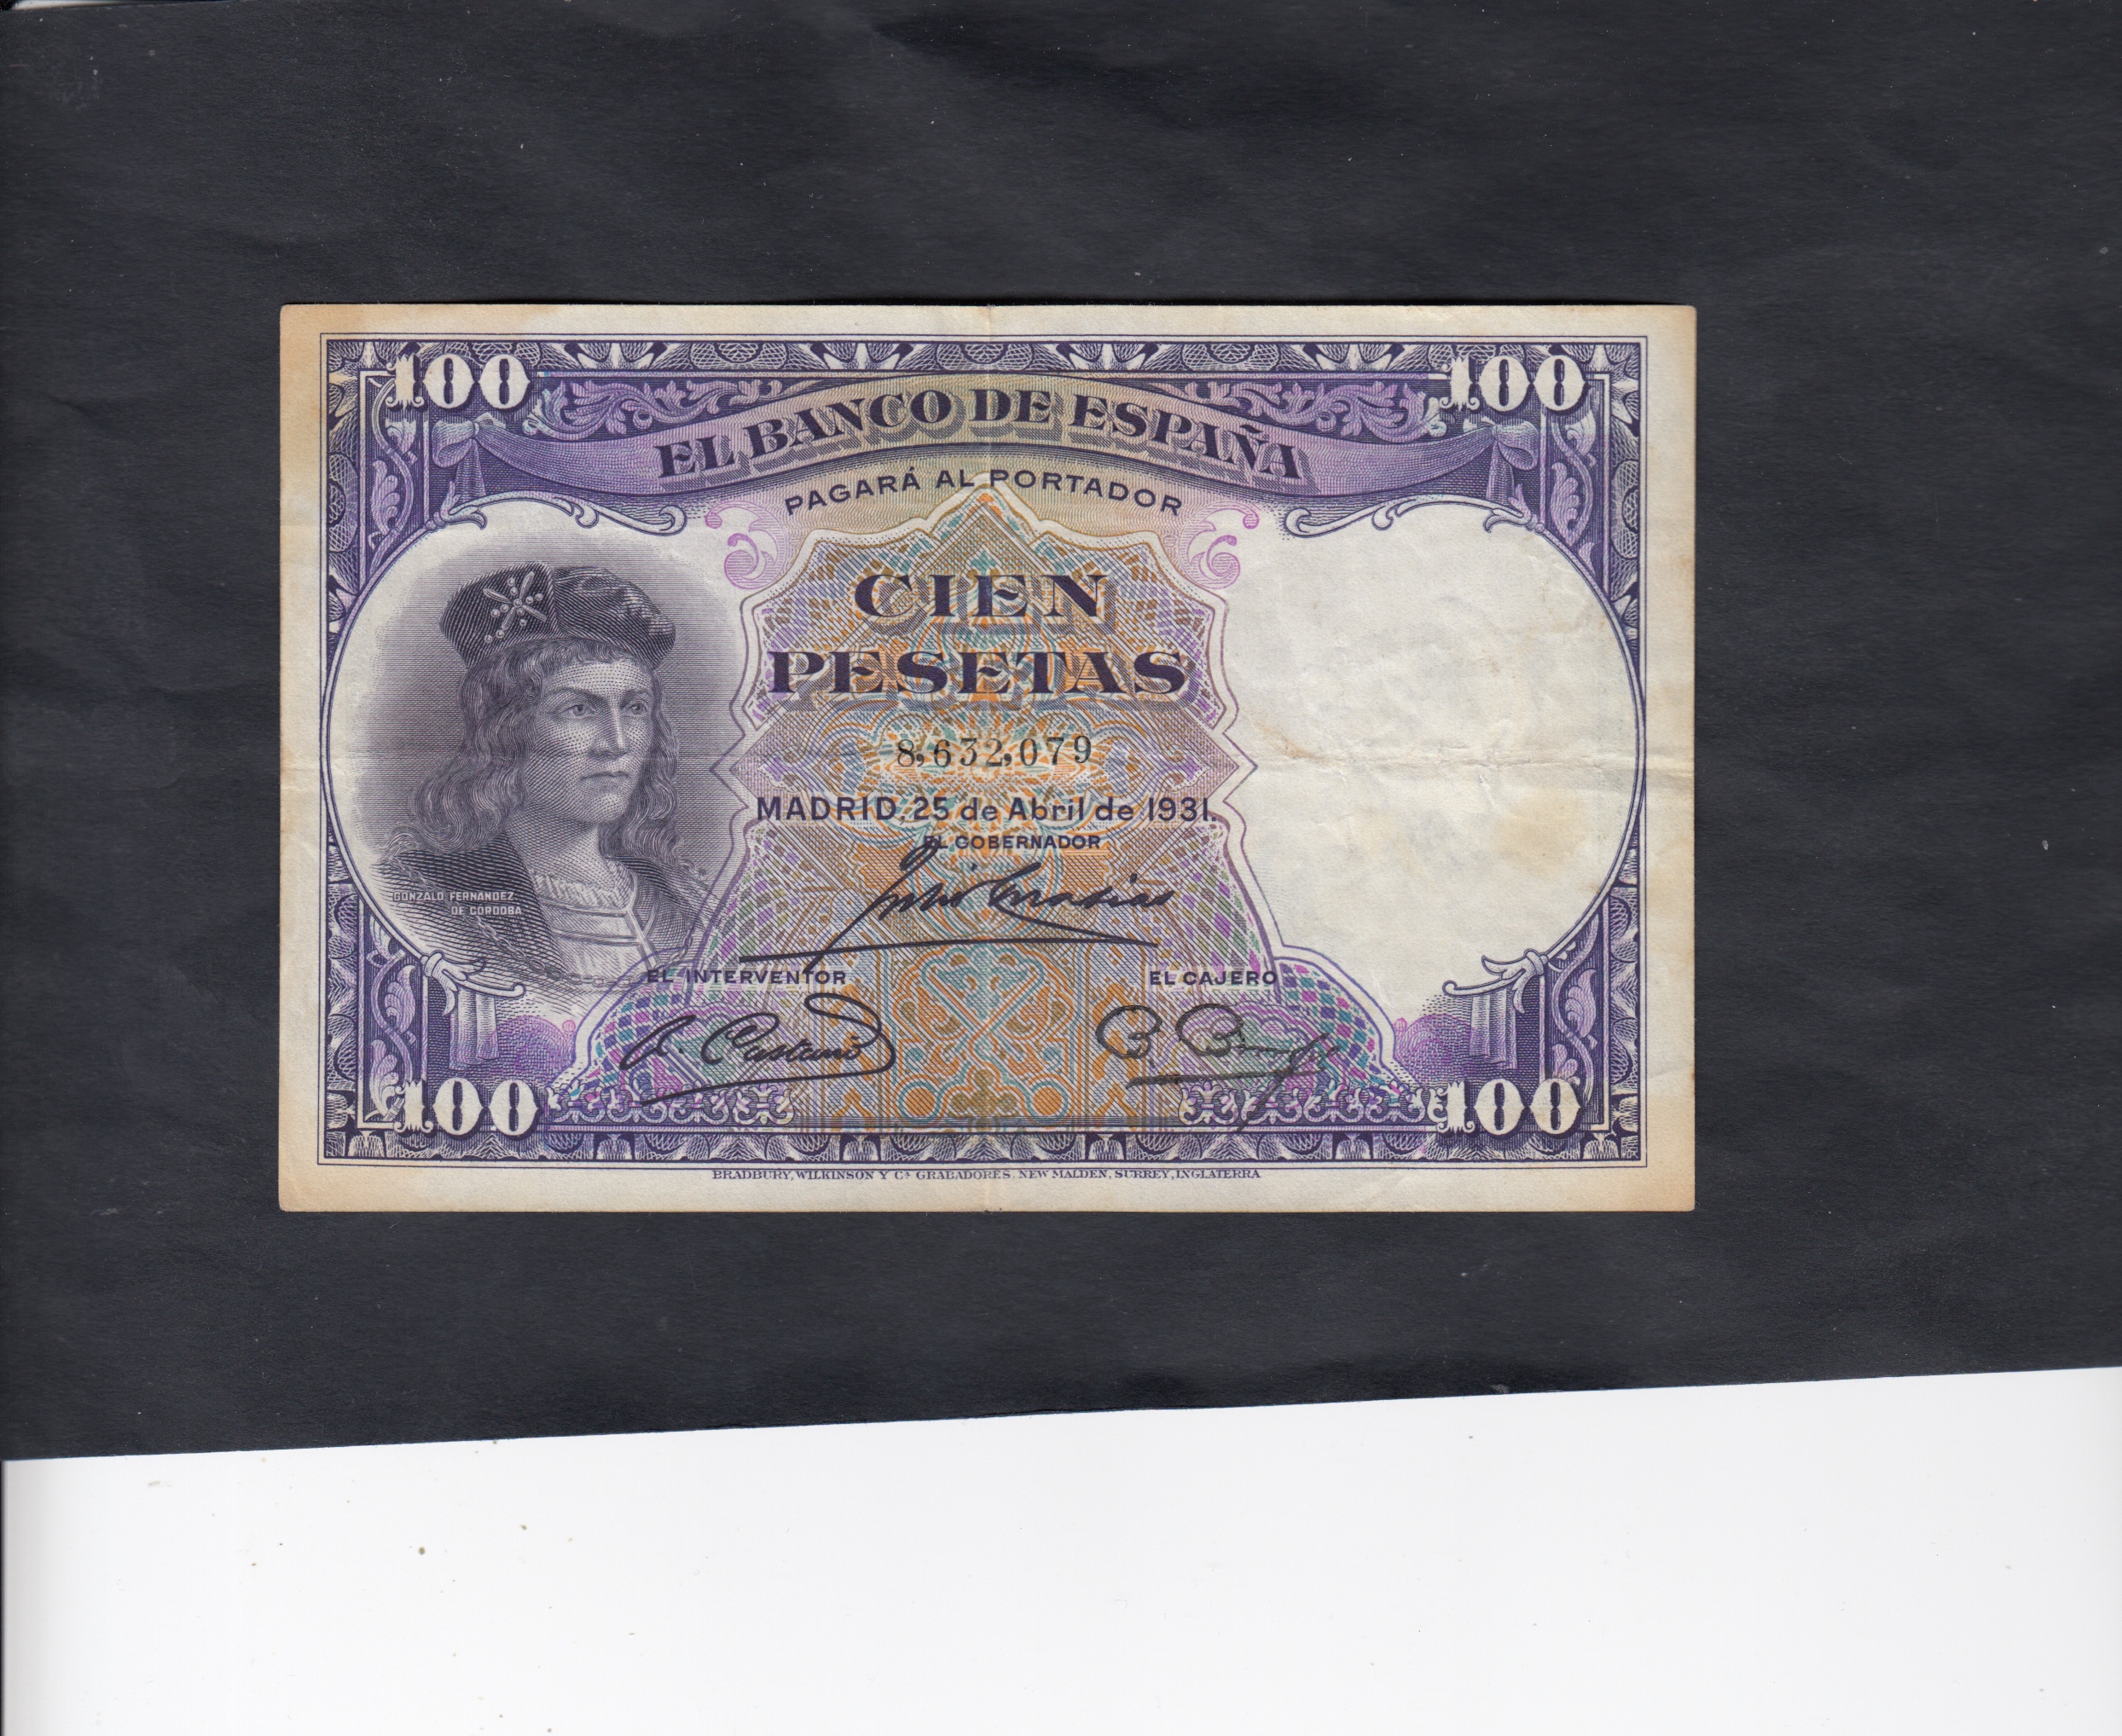 100 100
EL BANCO DE ESPAÑA
PAGARÁ AL PORTADOR
CIEN
PESETAS
8,632,079
MADRID, 25 de Abril de 1931.
EL GOBERNADOR
GONZALO FERNANDEZ.
DE CÓRDOBA
EL INTERVENTOR EL CAJERO
100 100
BRADBURY, WILKINSON Y Cª GRABADORES, NEW MALDEN, SURREY, INGLATERRA